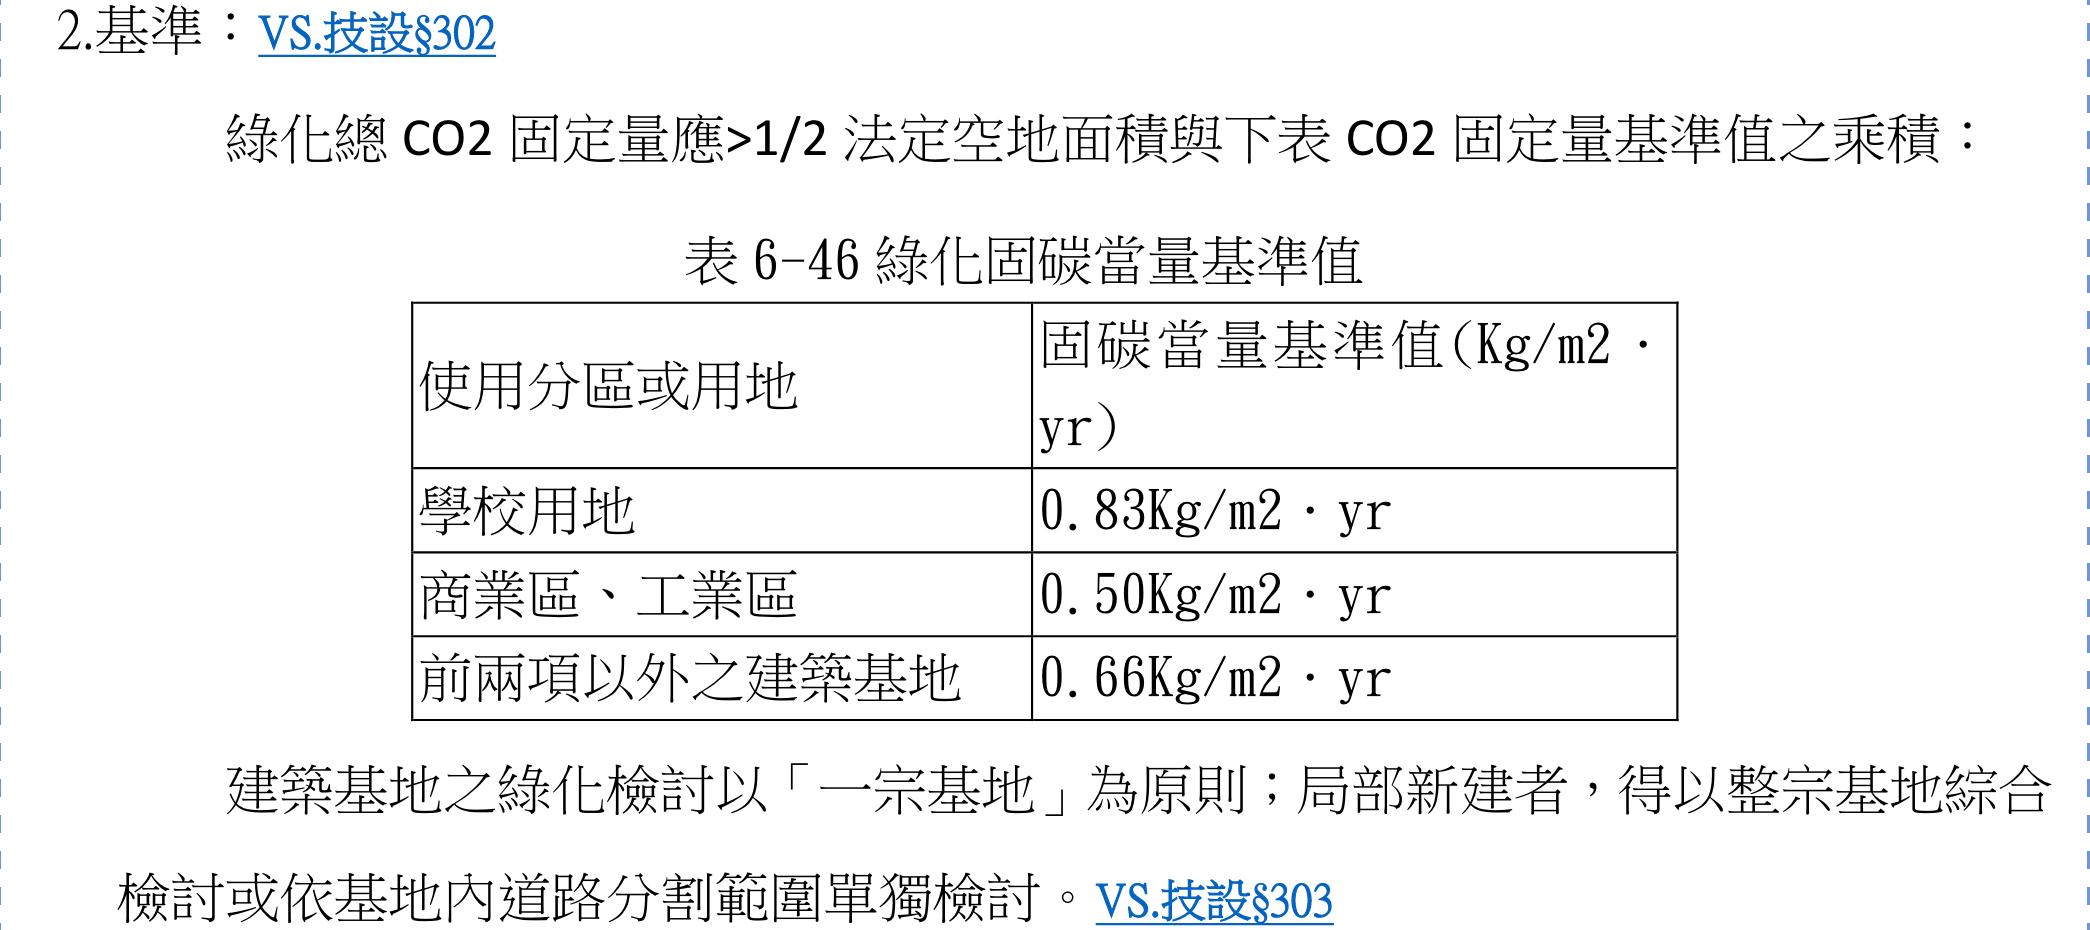 2.基準：VS.技設§302
綠化總 CO2 固定量應>1/2 法定空地面積與下表 CO2 固定量基準值之乘積：
表 6-46 綠化固碳當量基準值
使用分區或用地
固碳當量基準值(Kg/m2．
yr)
學校用地
0.83Kg/m2．yr
商業區、工業區
0.50Kg/m2．yr
前兩項以外之建築基地
0.66Kg/m2．yr
建築基地之綠化檢討以「一宗基地」為原則；局部新建者，得以整宗基地綜合
檢討或依基地內道路分割範圍單獨檢討。VS.技設§303